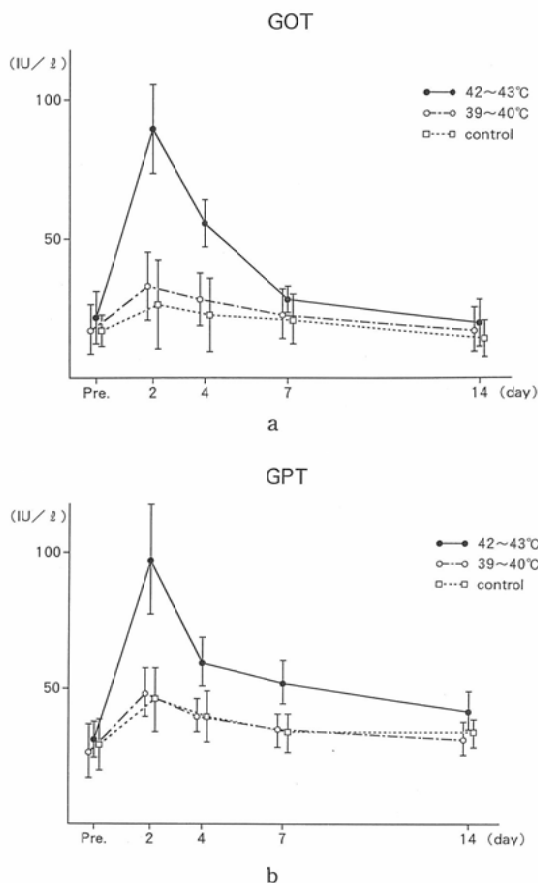 GOT
(IU/ℓ)
100
50
42~43℃
39~40℃
control
Pre.
2
4
7
14
(day)
a
GPT
(IU/ℓ)
100
50
0
42~43℃
39~40℃
control
Pre.
2
4
7
14
(day)
b